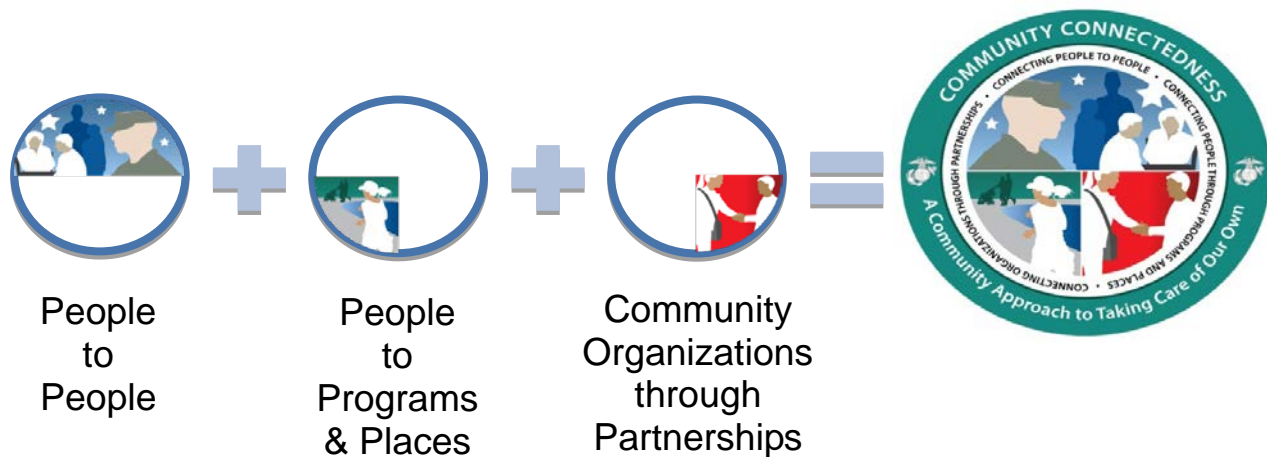 People
to
People
People
to
Programs
& Places
Community
Organizations
through
Partnerships
COMMUNITY CONNECTEDNESS
A Community Approach to Taking Care of Our Own
• CONNECTING PEOPLE TO PEOPLE • CONNECTING PEOPLE THROUGH PROGRAMS AND PLACES • CONNECTING ORGANIZATIONS THROUGH PARTNERSHIPS